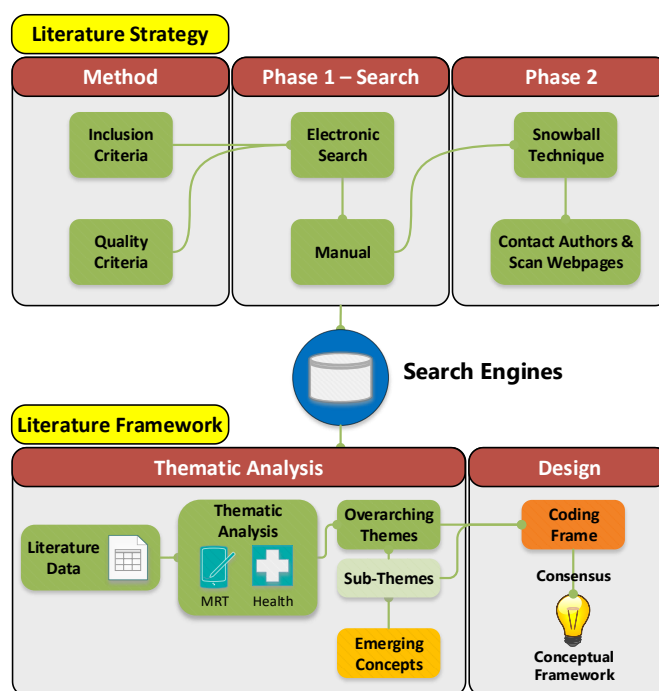 Literature Strategy
Method
Phase 1 – Search
Phase 2
Inclusion
Criteria
Electronic
Search
Snowball
Technique
Quality
Criteria
Manual
Contact Authors &
Scan Webpages
Search Engines
Literature Framework
Thematic Analysis
Design
Literature
Data
Thematic
Analysis
MRT
Health
Overarching
Themes
Sub-Themes
Emerging
Concepts
Coding
Frame
Consensus
Conceptual
Framework